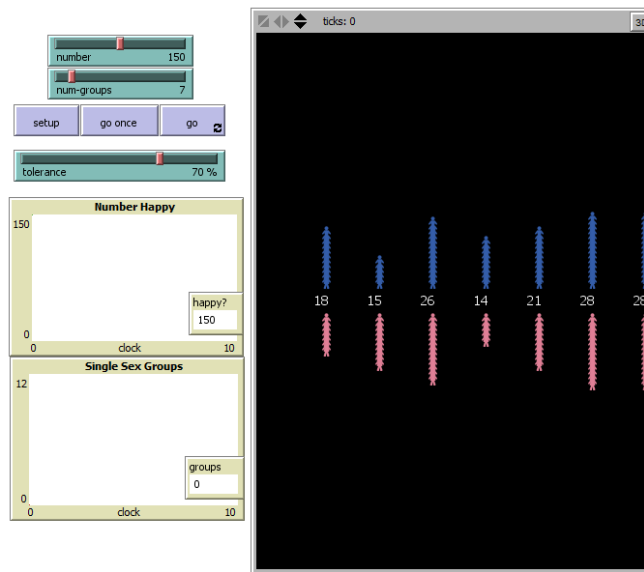 ticks: 0
3D
number 150
num-groups 7
setup go once go
tolerance 70 %
Number Happy
150
happy?
150
0
0 clock 10
18 15 26 14 21 28 28
Single Sex Groups
12
groups
0
0
0 clock 10